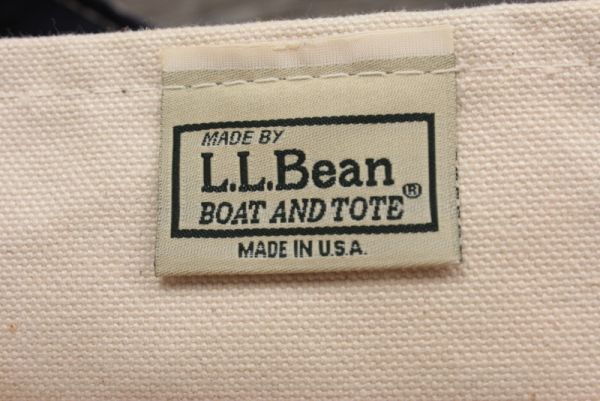 MADE BY
L.L.Bean
BOAT AND TOTE®
MADE IN U.S.A.